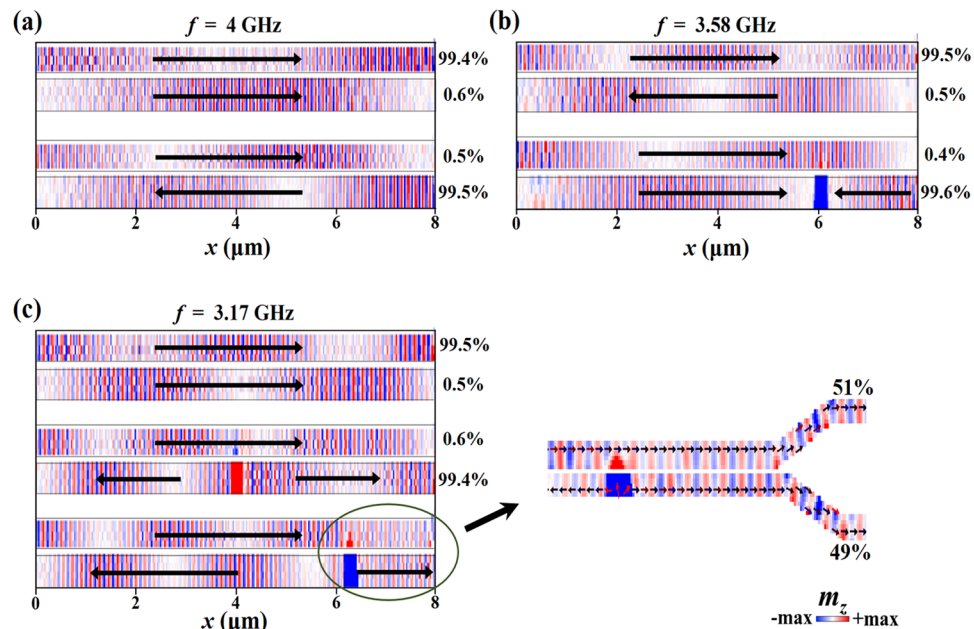 (a)
f = 4 GHz
99.4%
0.6%
0.5%
99.5%
0 2 4 6 8
x (μm)
(b)
f = 3.58 GHz
99.5%
0.5%
0.4%
99.6%
0 2 4 6 8
x (μm)
(c)
f = 3.17 GHz
99.5%
0.5%
0.6%
99.4%
0 2 4 6 8
x (μm)
51%
49%
-max mz +max